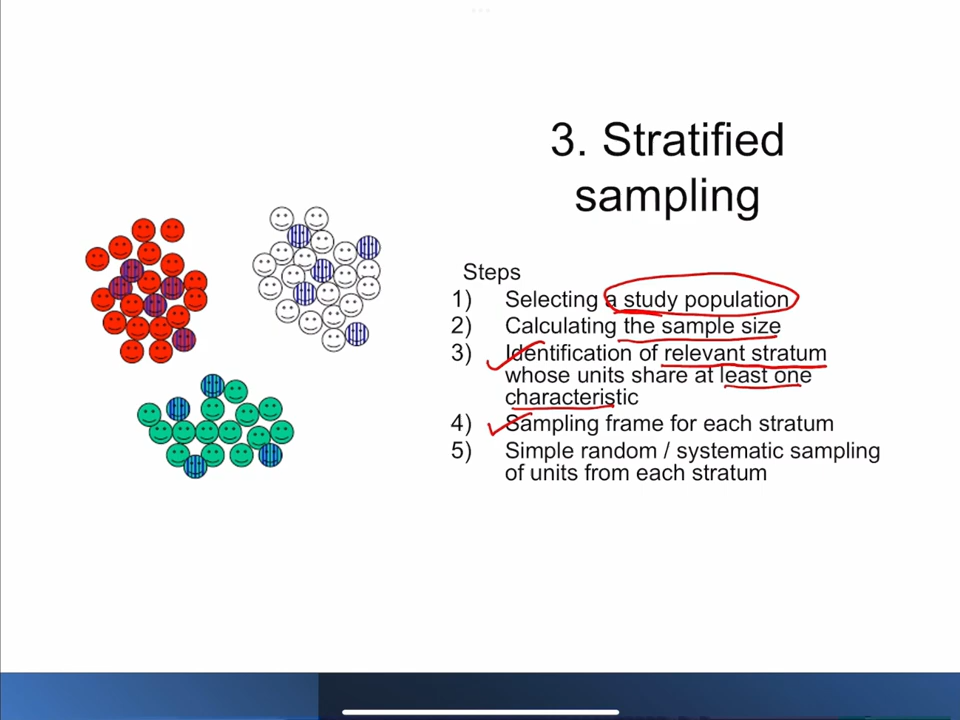 3. Stratified
sampling
Steps
1) Selecting a study population
2) Calculating the sample size
3) Identification of relevant stratum
whose units share at least one
characteristic
4) Sampling frame for each stratum
5) Simple random / systematic sampling
of units from each stratum